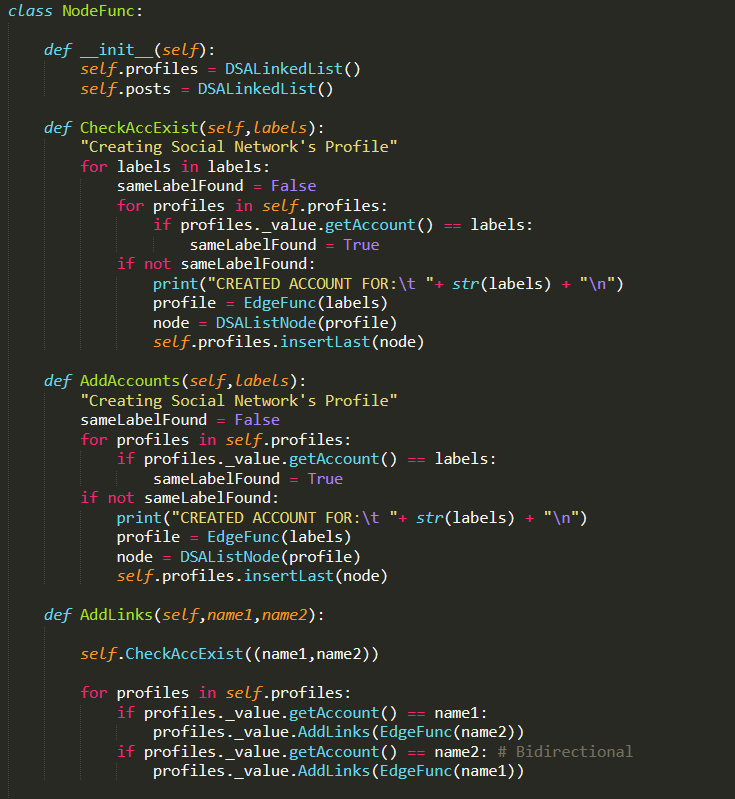 class NodeFunc:
def __init__(self):
self.profiles = DSALinkedList()
self.posts = DSALinkedList()
def CheckAccExist(self,labels):
"Creating Social Network's Profile"
for labels in labels:
sameLabelFound = False
for profiles in self.profiles:
if profiles._value.getAccount() == labels:
sameLabelFound = True
if not sameLabelFound:
print("CREATED ACCOUNT FOR:\t "+ str(labels) + "\n")
profile = EdgeFunc(labels)
node = DSAListNode(profile)
self.profiles.insertLast(node)
def AddAccounts(self,labels):
"Creating Social Network's Profile"
sameLabelFound = False
for profiles in self.profiles:
if profiles._value.getAccount() == labels:
sameLabelFound = True
if not sameLabelFound:
print("CREATED ACCOUNT FOR:\t "+ str(labels) + "\n")
profile = EdgeFunc(labels)
node = DSAListNode(profile)
self.profiles.insertLast(node)
def AddLinks(self,name1,name2):
self.CheckAccExist((name1,name2))
for profiles in self.profiles:
if profiles._value.getAccount() == name1:
profiles._value.AddLinks(EdgeFunc(name2))
if profiles._value.getAccount() == name2: # Bidirectional
profiles._value.AddLinks(EdgeFunc(name1))